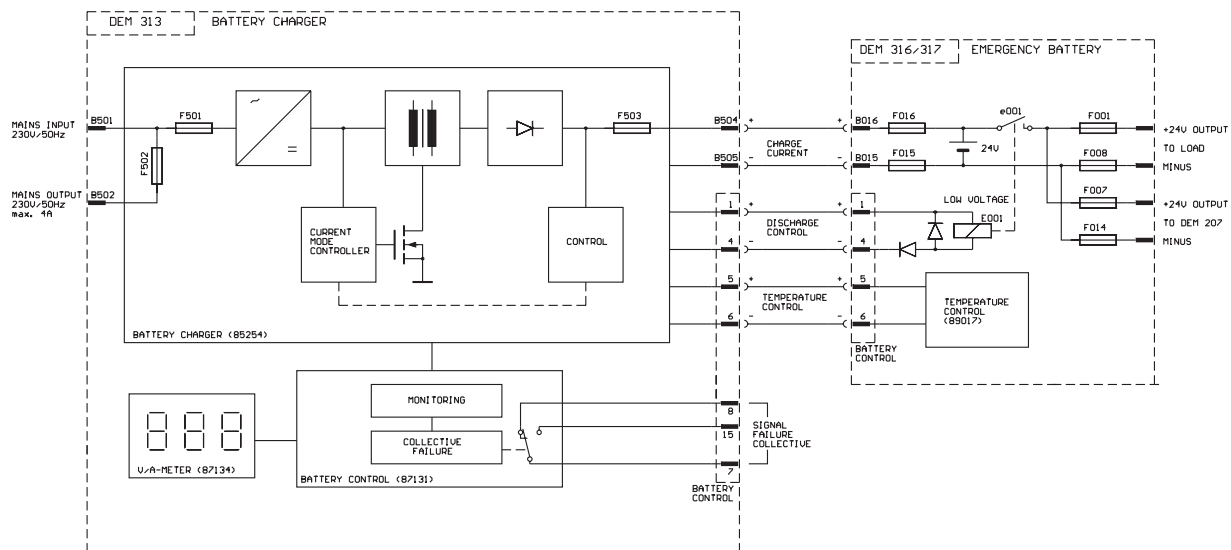 DEM 313
BATTERY CHARGER
DEM 316/317
EMERGENCY BATTERY
MAINS INPUT
230V/50Hz
B501
F501
F502
~
=
F503
B504
+
+
CHARGE
CURRENT
B505
-
-
B016
F016
B015
F015
24V
e001
F001
+24V OUTPUT
TO LOAD
F008
MINUS
F007
+24V OUTPUT
TO DEM 207
F014
MINUS
MAINS OUTPUT
230V/50Hz
max. 4A
B502
CURRENT
MODE
CONTROLLER
CONTROL
1
+
+
1
DISCHARGE
CONTROL
4
-
-
4
LOW VOLTAGE
E001
5
+
+
5
TEMPERATURE
CONTROL
6
-
-
6
TEMPERATURE
CONTROL
(89017)
BATTERY
CONTROL
BATTERY CHARGER (85254)
MONITORING
COLLECTIVE
FAILURE
BATTERY CONTROL (87131)
V/A-METER (87134)
888
8
15
7
SIGNAL
FAILURE
COLLECTIVE
BATTERY
CONTROL